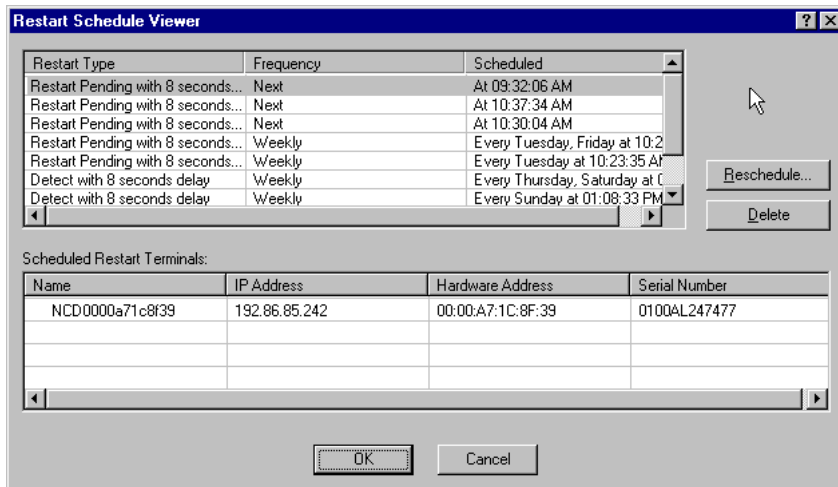 Restart Schedule Viewer
Restart Type Frequency Scheduled
Restart Pending with 8 seconds... Next At 09:32:06 AM
Restart Pending with 8 seconds... Next At 10:37:34 AM
Restart Pending with 8 seconds... Next At 10:30:04 AM
Restart Pending with 8 seconds... Weekly Every Tuesday, Friday at 10:2
Restart Pending with 8 seconds... Weekly Every Tuesday at 10:23:35 AM
Detect with 8 seconds delay Weekly Every Thursday, Saturday at
Detect with 8 seconds delay Weekly Every Sunday at 01:08:33 PM
Reschedule...
Delete
Scheduled Restart Terminals:
Name IP Address Hardware Address Serial Number
NCD0000a71c8f39 192.86.85.242 00:00:A7:1C:8F:39 0100AL247477
OK Cancel